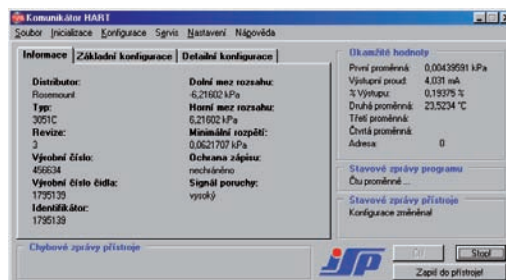 Komunikátor HART
Soubor Inicializace Konfigurace Servis Nastavení Nápověda
Informace Základní konfigurace Detailní konfigurace
Distributor:
Rosemount
Typ:
3051C
Revize:
3
Výrobní číslo:
456634
Výrobní číslo čidla:
1795139
Identifikátor:
1795139
Dolní mez rozsahu:
-6,21602 kPa
Horní mez rozsahu:
6,21602 kPa
Minimální rozpětí:
0,0621707 kPa
Ochrana zápisu:
nechráněno
Signál poruchy:
vysoký
Okamžité hodnoty
První proměnná: 0,00439591 kPa
Výstupní proud: 4,031 mA
% Výstupu: 0,19375 %
Druhá proměnná: 23,5234 °C
Třetí proměnná:
Čtvrtá proměnná:
Adresa: 0
Stavové zprávy programu
Čtu proměnné ...
Stavové zprávy přístroje
Konfigurace změněna!
Chybové zprávy přístroje
JSP
Stop!
Zapiš do přístroje!